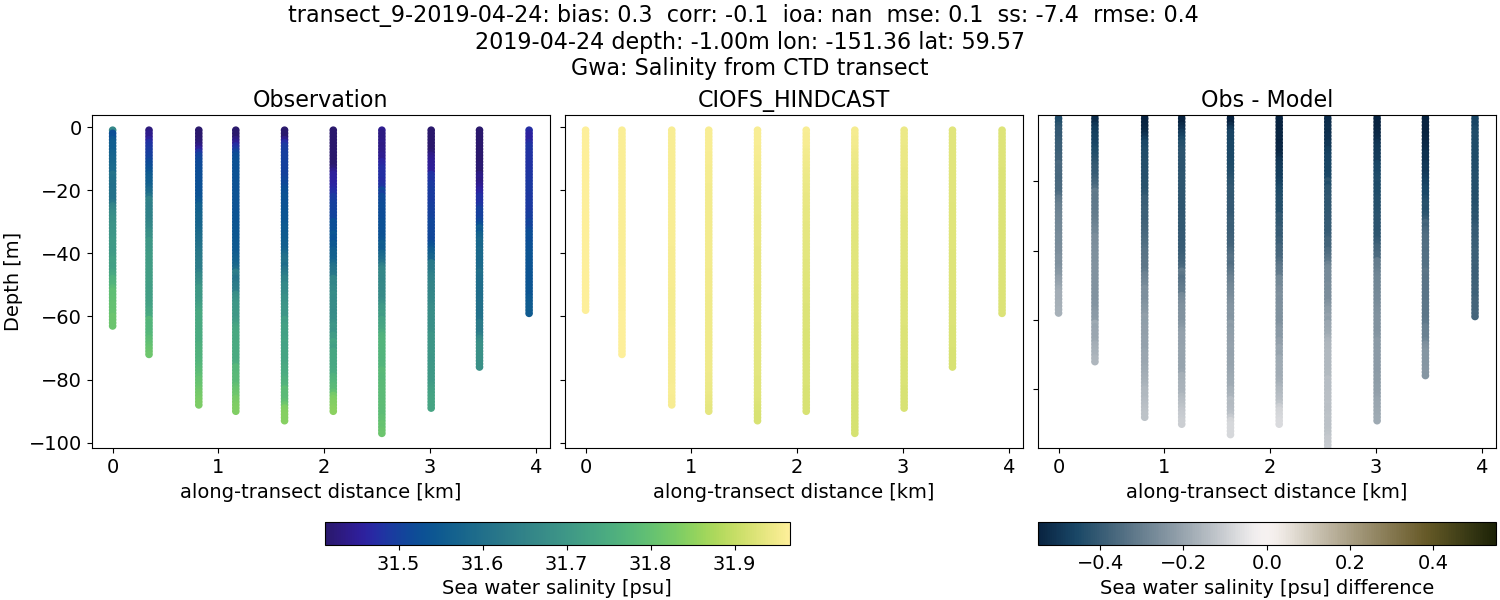 transect_9-2019-04-24: bias: 0.3  corr: -0.1  ioa: nan  mse: 0.1  ss: -7.4  rmse: 0.4
2019-04-24 depth: -1.00m lon: -151.36 lat: 59.57
Gwa: Salinity from CTD transect
Observation
CIOFS_HINDCAST
Obs - Model
Depth [m]
0
−20
−40
−60
−80
−100
0 1 2 3 4
0 1 2 3 4
0 1 2 3 4
along-transect distance [km]
along-transect distance [km]
along-transect distance [km]
31.5 31.6 31.7 31.8 31.9
Sea water salinity [psu]
−0.4 −0.2 0.0 0.2 0.4
Sea water salinity [psu] difference